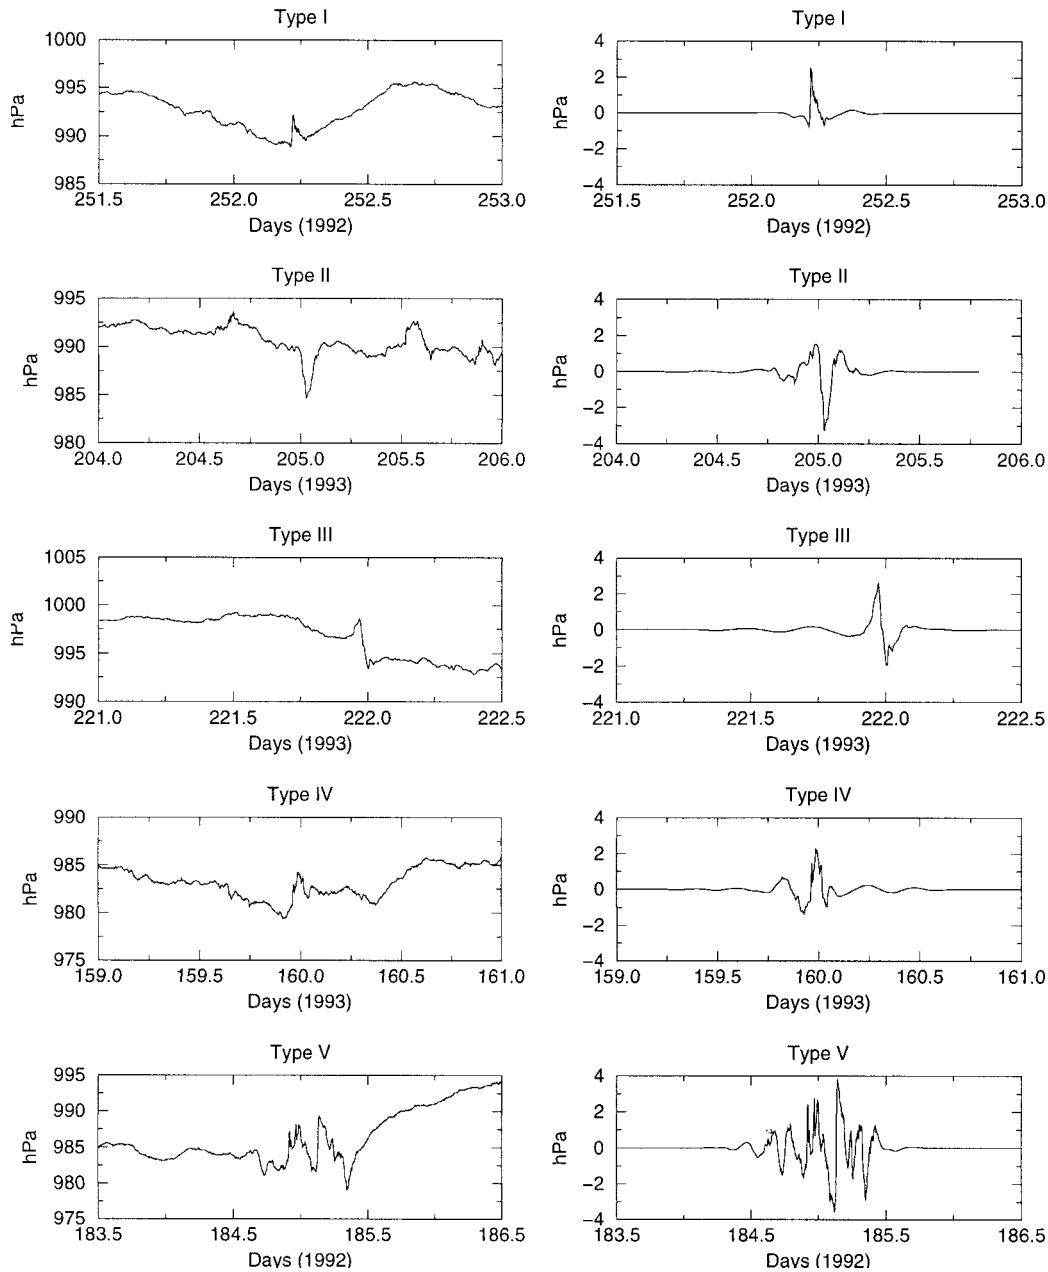 Type I
1000
995
990
985
hPa
251.5 252.0 252.5 253.0
Days (1992)
Type I
4
2
0
−2
−4
hPa
251.5 252.0 252.5 253.0
Days (1992)
Type II
995
990
985
980
hPa
204.0 204.5 205.0 205.5 206.0
Days (1993)
Type II
4
2
0
−2
−4
hPa
204.0 204.5 205.0 205.5 206.0
Days (1993)
Type III
1005
1000
995
990
hPa
221.0 221.5 222.0 222.5
Days (1993)
Type III
4
2
0
−2
−4
hPa
221.0 221.5 222.0 222.5
Days (1993)
Type IV
990
985
980
975
hPa
159.0 159.5 160.0 160.5 161.0
Days (1993)
Type IV
4
2
0
−2
−4
hPa
159.0 159.5 160.0 160.5 161.0
Days (1993)
Type V
995
990
985
980
975
hPa
183.5 184.5 185.5 186.5
Days (1992)
Type V
4
2
0
−2
−4
hPa
183.5 184.5 185.5 186.5
Days (1992)